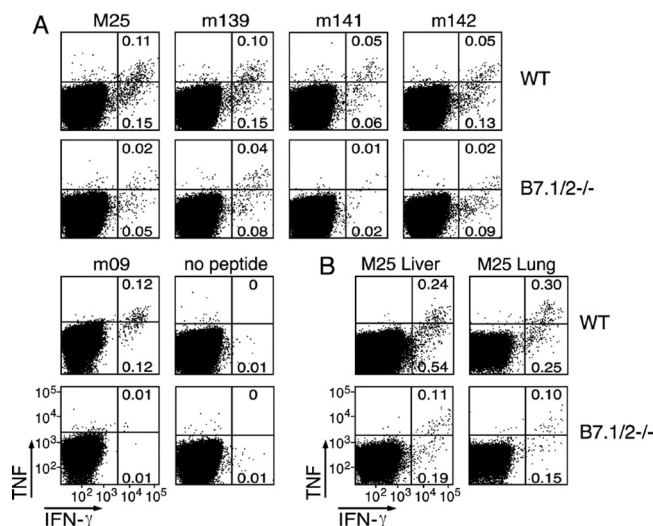 A
M25 m139 m141 m142
0.11 0.10 0.05 0.05
WT
0.15 0.15 0.06 0.13
0.02 0.04 0.01 0.02
B7.1/2-/-
0.05 0.08 0.02 0.09
m09 no peptide B M25 Liver M25 Lung
0.12 0 0.24 0.30
WT
0.12 0.01 0.54 0.25
0.01 0 0.11 0.10
10⁵ 10⁵
10⁴ 10⁴
B7.1/2-/-
10³ 10³
10² 10²
0.01 0.01 0.19 0.15
TNF TNF
10² 10³ 10⁴ 10⁵ 10² 10³ 10⁴ 10⁵
IFN-γ IFN-γ